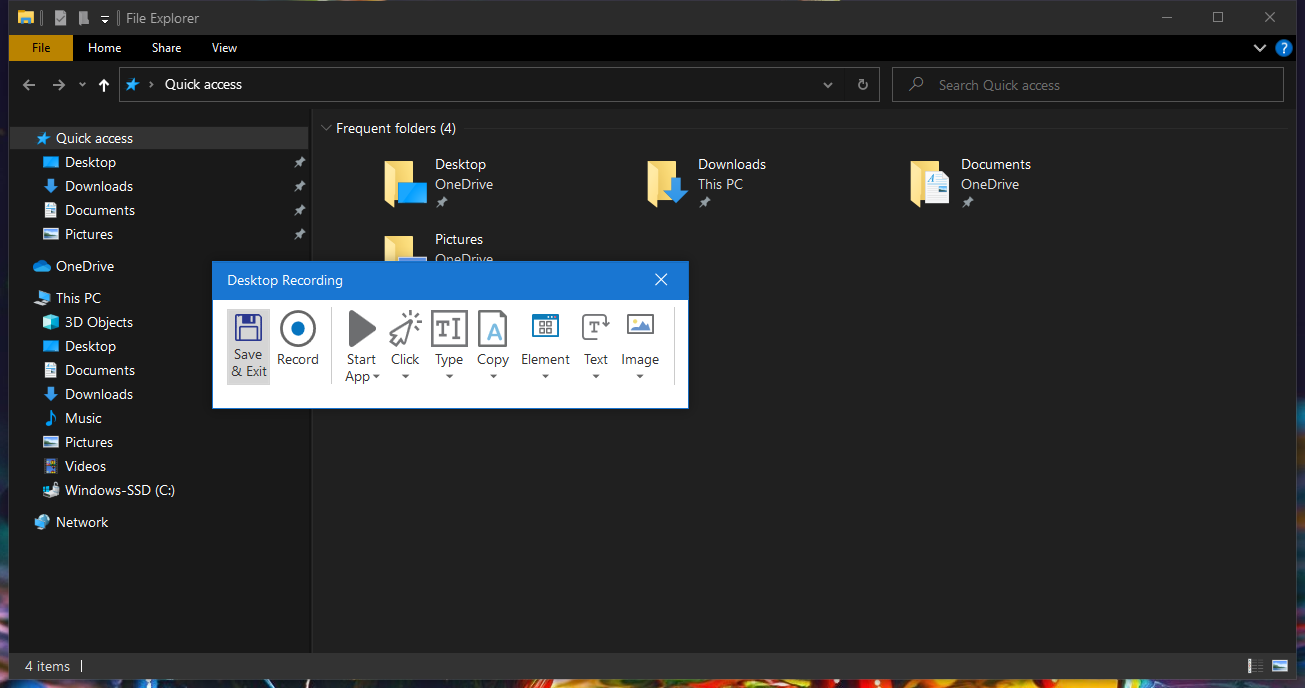 File Explorer
File Home Share View
?
Quick access
Search Quick access
Quick access
Desktop
Downloads
Documents
Pictures
OneDrive
This PC
3D Objects
Desktop
Documents
Downloads
Music
Pictures
Videos
Windows-SSD (C:)
Network
Frequent folders (4)
Desktop
OneDrive
Downloads
This PC
Documents
OneDrive
Pictures
OneDrive
Desktop Recording
Save
& Exit
Record
Start
App
Click
TI
Type
A
Copy
Element
T
Text
Image
4 items